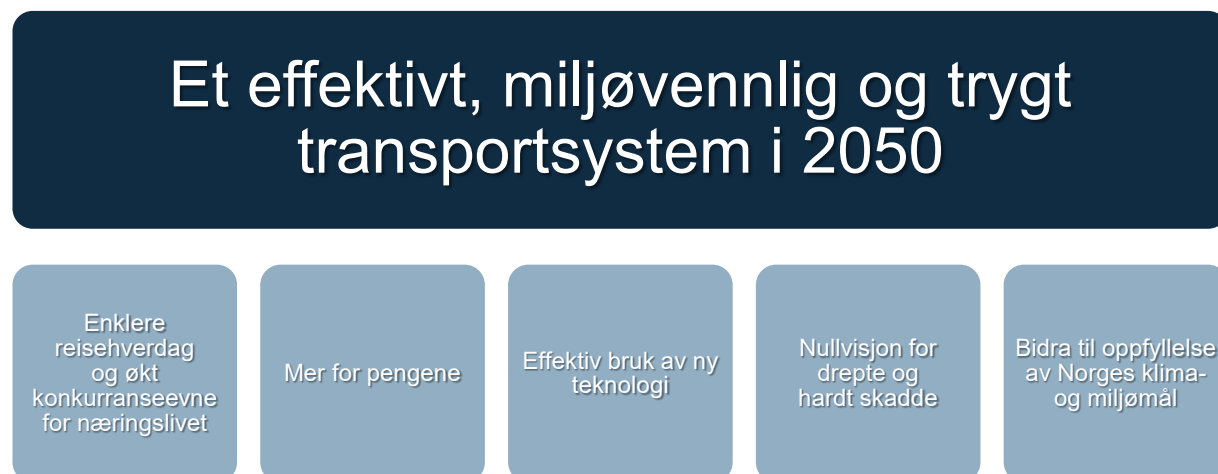 Et effektivt, miljøvennlig og trygt
transportsystem i 2050
Enklere
reisehverdag
og økt
konkurranseevne
for næringslivet
Mer for pengene
Effektiv bruk av ny
teknologi
Nullvisjon for
drepte og
hardt skadde
Bidra til oppfyllelse
av Norges klima-
og miljømål